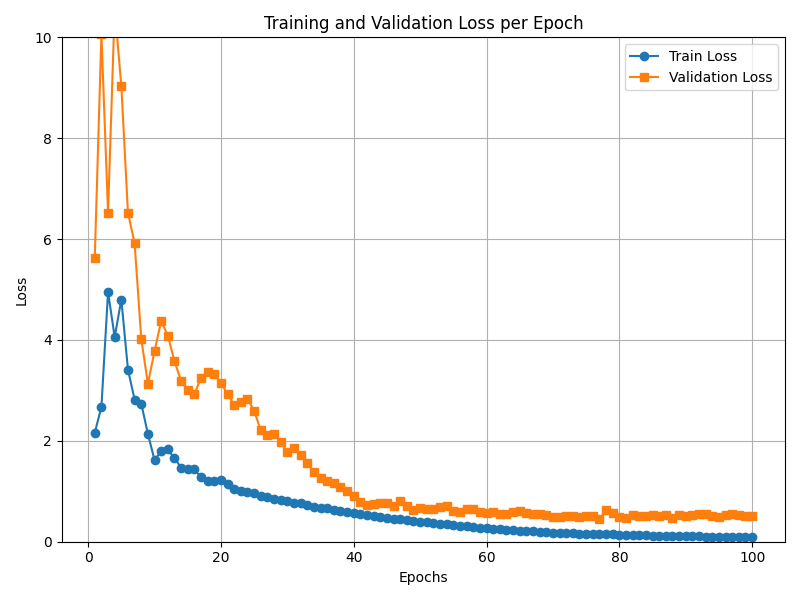 Training and Validation Loss per Epoch
Train Loss
Validation Loss
10
8
6
4
2
0
Loss
0 20 40 60 80 100
Epochs